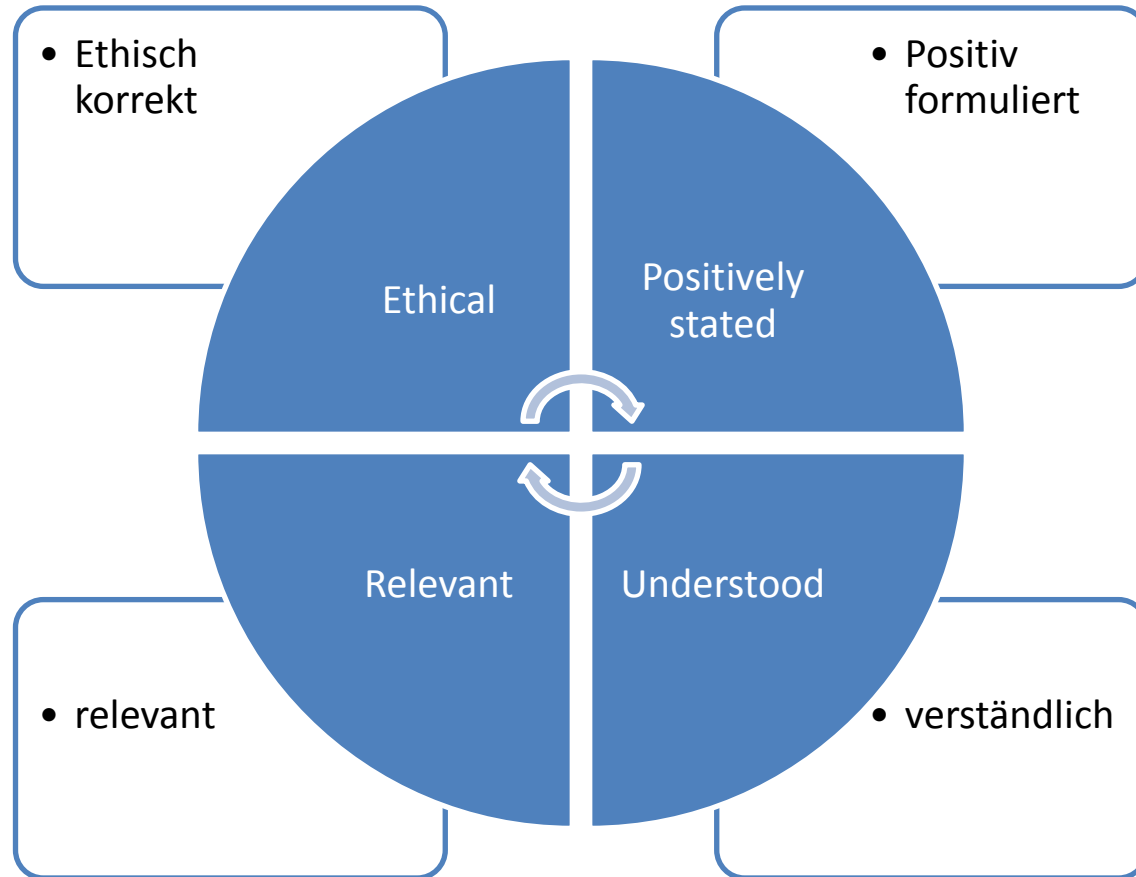 • Ethisch
korrekt
• Positiv
formuliert
Ethical
Positively
stated
Relevant
Understood
• relevant
• verständlich